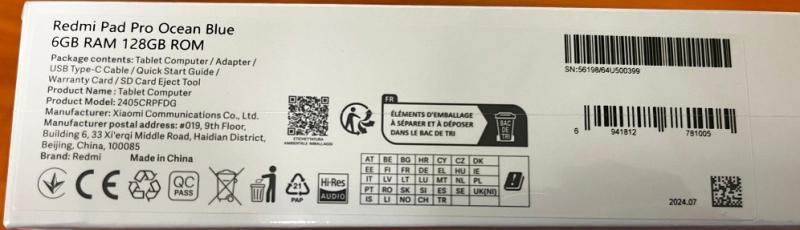 Redmi Pad Pro Ocean Blue
6GB RAM 128GB ROM
Package contents: Tablet Computer / Adapter /
USB Type-C Cable / Quick Start Guide /
Warranty Card / SD Card Eject Tool
Product Name: Tablet Computer
Product Model: 2405CRPFDG
Manufacturer: Xiaomi Communications Co., Ltd.
Manufacturer postal address: #019, 9th Floor,
Building 6, 33 Xi'erqi Middle Road, Haidian District,
Beijing, China, 100085
Brand: Redmi Made in China
CE
QC
PASS
21
PAP
Hi-Res
AUDIO
ETICHETTATURA
AMBIENTALE IMBALLAGGI
FR
ÉLÉMENTS D'EMBALLAGE
À SÉPARER ET À DÉPOSER
DANS LE BAC DE TRI
BAC
DE
TRI
AT BE BG HR CY CZ DK
EE FI FR DE EL HU IE
IT LV LT LU MT NL PL
PT RO SK SI ES SE UK(NI)
IS LI NO CH TR
SN:56198/64U500399
6 941812 781005
2024.07